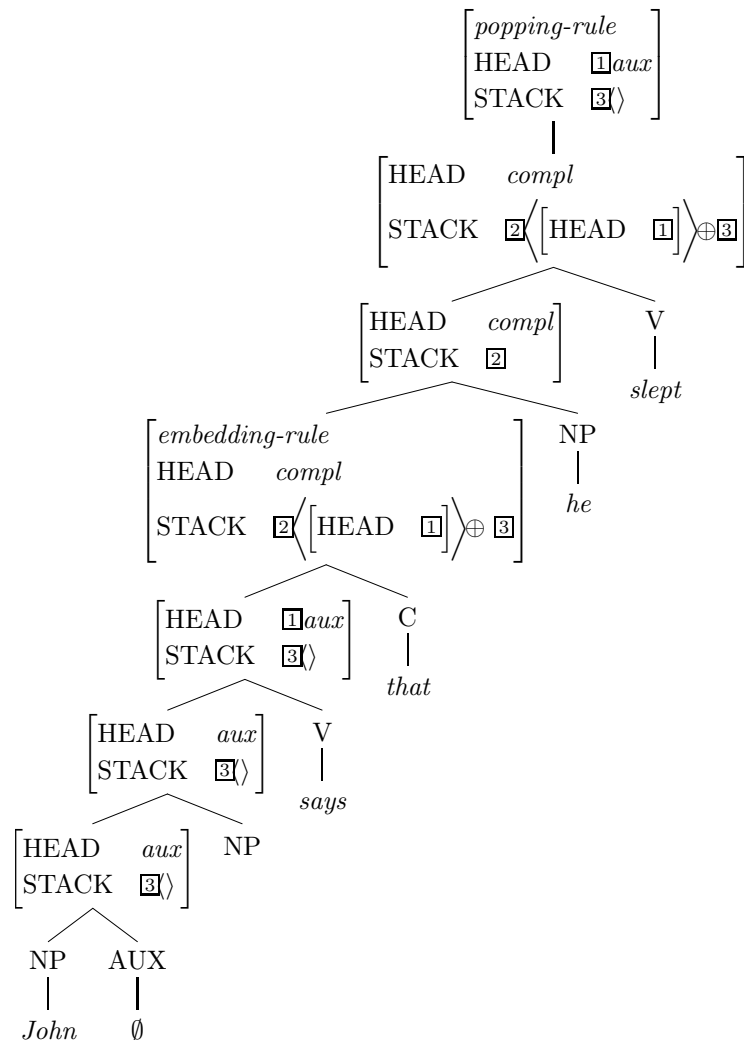 popping-rule
HEAD 1 aux
STACK 3 ⟨⟩
HEAD compl
STACK 2 ⟨[HEAD 1]⟩ ⊕ 3
HEAD compl
STACK 2
V
slept
embedding-rule
HEAD compl
STACK 2 ⟨[HEAD 1]⟩ ⊕ 3
NP
he
HEAD 1 aux
STACK 3 ⟨⟩
C
that
HEAD aux
STACK 3 ⟨⟩
V
says
HEAD aux
STACK 3 ⟨⟩
NP
NP AUX
John ∅